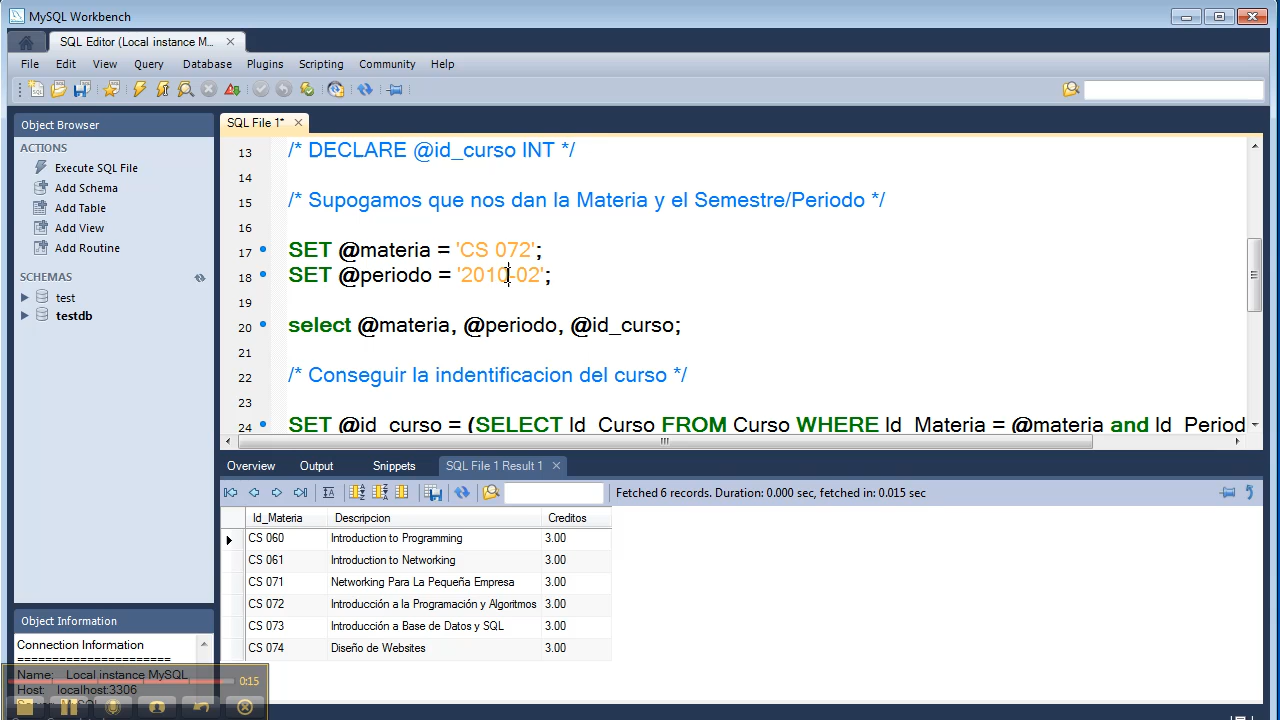 MySQL Workbench
SQL Editor (Local instance M...
File Edit View Query Database Plugins Scripting Community Help
Object Browser
ACTIONS
Execute SQL File
Add Schema
Add Table
Add View
Add Routine
SCHEMAS
test
testdb
SQL File 1*
13 /* DECLARE @id_curso INT */
14
15 /* Supogamos que nos dan la Materia y el Semestre/Periodo */
16
17 SET @materia = 'CS 072';
18 SET @periodo = '2010-02';
19
20 select @materia, @periodo, @id_curso;
21
22 /* Conseguir la indentificacion del curso */
23
24 SET @id_curso = (SELECT Id_Curso FROM Curso WHERE Id_Materia = @materia and Id_Period
Overview Output Snippets SQL File 1 Result 1
Fetched 6 records. Duration: 0.000 sec, fetched in: 0.015 sec
Id_Materia Descripcion Creditos
CS 060 Introduction to Programming 3.00
CS 061 Introduction to Networking 3.00
CS 071 Networking Para La Pequeña Empresa 3.00
CS 072 Introducción a la Programación y Algoritmos 3.00
CS 073 Introducción a Base de Datos y SQL 3.00
CS 074 Diseño de Websites 3.00
Object Information
Connection Information
Name: Local instance MySQL
Host: localhost:3306
0:15